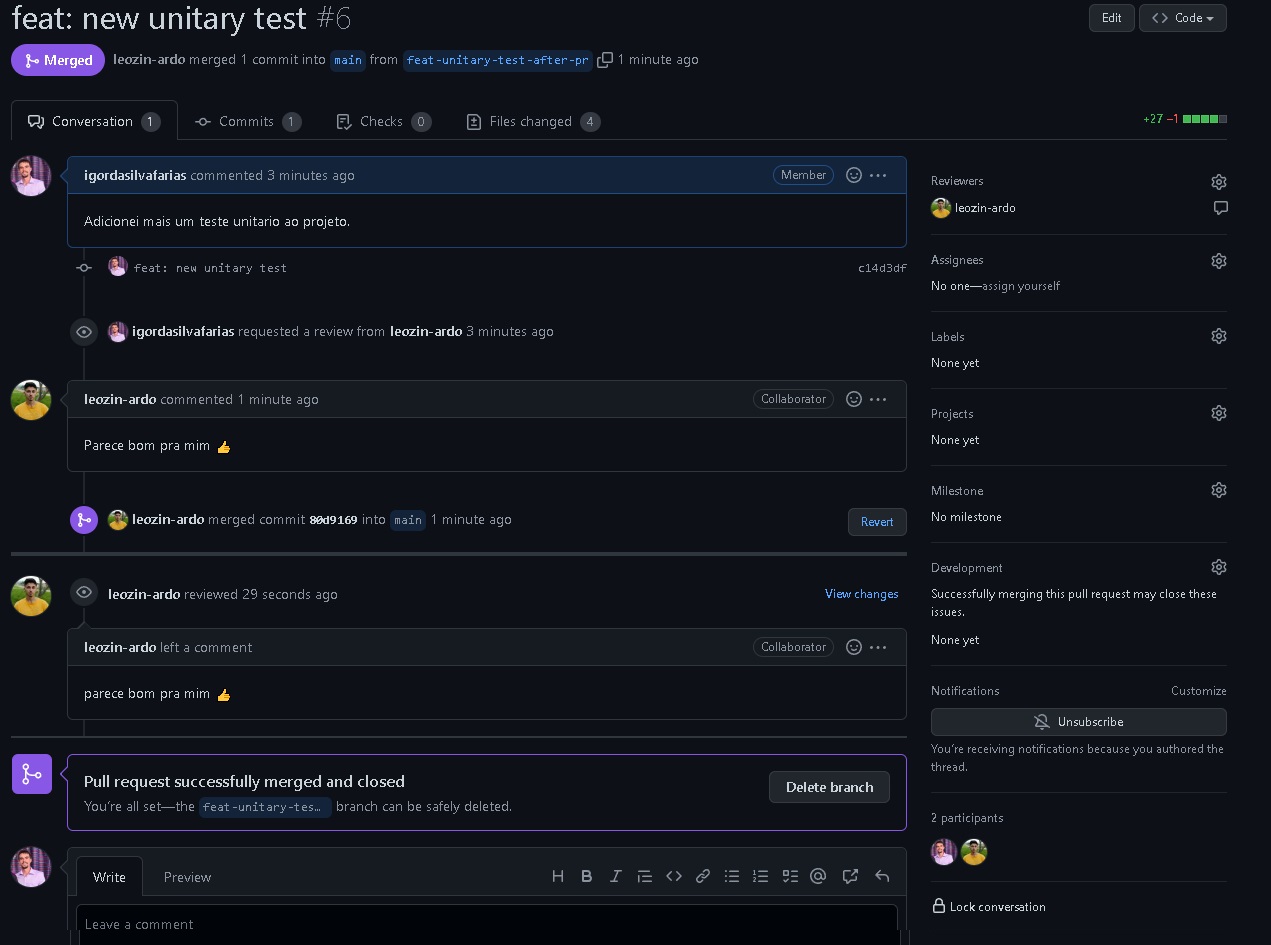 feat: new unitary test #6
Edit
Code
Merged
leozin-ardo merged 1 commit into main from feat-unitary-test-after-pr 1 minute ago
Conversation 1
Commits 1
Checks 0
Files changed 4
+27 −1
igordasilvafarias commented 3 minutes ago
Member
Adicionei mais um teste unitario ao projeto.
feat: new unitary test
c14d3df
igordasilvafarias requested a review from leozin-ardo 3 minutes ago
leozin-ardo commented 1 minute ago
Collaborator
Parece bom pra mim 👍
leozin-ardo merged commit 80d9169 into main 1 minute ago
Revert
leozin-ardo reviewed 29 seconds ago
View changes
leozin-ardo left a comment
Collaborator
parece bom pra mim 👍
Pull request successfully merged and closed
You're all set—the feat-unitary-tes… branch can be safely deleted.
Delete branch
Write
Preview
Leave a comment
Reviewers
leozin-ardo
Assignees
No one—assign yourself
Labels
None yet
Projects
None yet
Milestone
No milestone
Development
Successfully merging this pull request may close these
issues.
None yet
Notifications
Customize
Unsubscribe
You're receiving notifications because you authored the
thread.
2 participants
Lock conversation